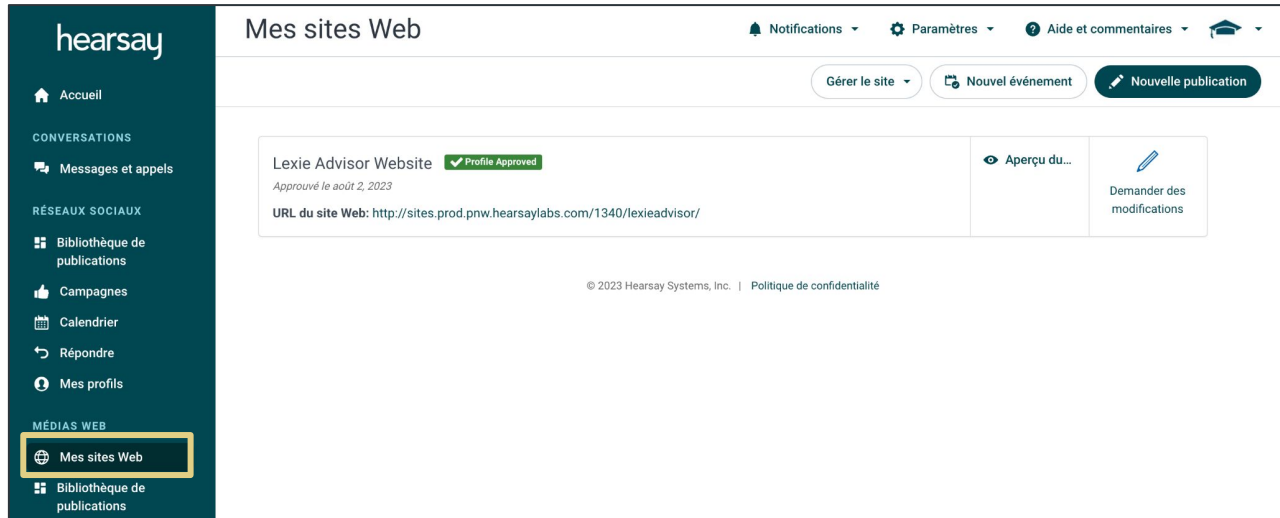 hearsay
Accueil
CONVERSATIONS
Messages et appels
RÉSEAUX SOCIAUX
Bibliothèque de
publications
Campagnes
Calendrier
Répondre
Mes profils
MÉDIAS WEB
Mes sites Web
Bibliothèque de
publications
Mes sites Web
Notifications
Paramètres
Aide et commentaires
Gérer le site
Nouvel événement
Nouvelle publication
Lexie Advisor Website
Profile Approved
Approuvé le août 2, 2023
URL du site Web: http://sites.prod.pnw.hearsaylabs.com/1340/lexieadvisor/
Aperçu du...
Demander des
modifications
© 2023 Hearsay Systems, Inc. | Politique de confidentialité